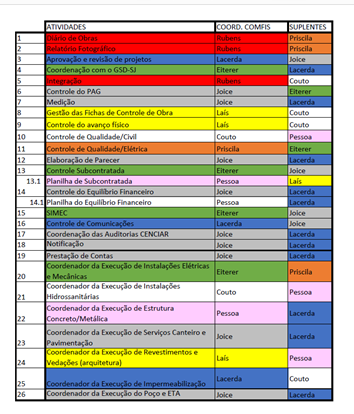 ATIVIDADES COORD. COMFIS SUPLENTES
1 Diário de Obras Rubens Priscila
2 Relatório Fotográfico Rubens Priscila
3 Aprovação e revisão de projetos Lacerda Joice
4 Coordenação com o GSD-SJ Eiterer Lacerda
5 Integração Rubens Couto
6 Controle do PAG Joice Eiterer
7 Medição Joice Lacerda
8 Gestão das Fichas de Controle de Obra Laís Couto
9 Controle do avanço físico Laís Couto
10 Controle de Qualidade/Civil Couto Pessoa
11 Controle de Qualidade/Elétrica Priscila Eiterer
12 Elaboração de Parecer Joice Lacerda
13 Controle Subcontratada Eiterer Joice
13.1 Planilha de Subcontratada Pessoa Laís
14 Controle do Equilíbrio Financeiro Joice Lacerda
14.1 Planilha do Equilíbrio Financeiro Pessoa Lacerda
15 SIMEC Eiterer Joice
16 Controle de Comunicações Lacerda Joice
17 Coordenação das Auditorias CENCIAR Joice Lacerda
18 Notificação Joice Lacerda
19 Prestação de Contas Joice Lacerda
Coordenador da Execução de Instalações Elétricas
20 e Mecânicas Eiterer Priscila
Coordenador da Execução de Instalações
21 Hidrossanitárias Couto Pessoa
Coordenador da Execução de Estrutura
22 Concreto/Metálica Pessoa Lacerda
Coordenador da Execução de Serviços Canteiro e
23 Pavimentação Joice Lacerda
Coordenador da Execução de Revestimentos e
24 Vedações (arquitetura) Laís Pessoa
25 Coordenador da Execução de Impermeabilização Lacerda Couto
26 Coordenador da Execução do Poço e ETA Joice Lacerda